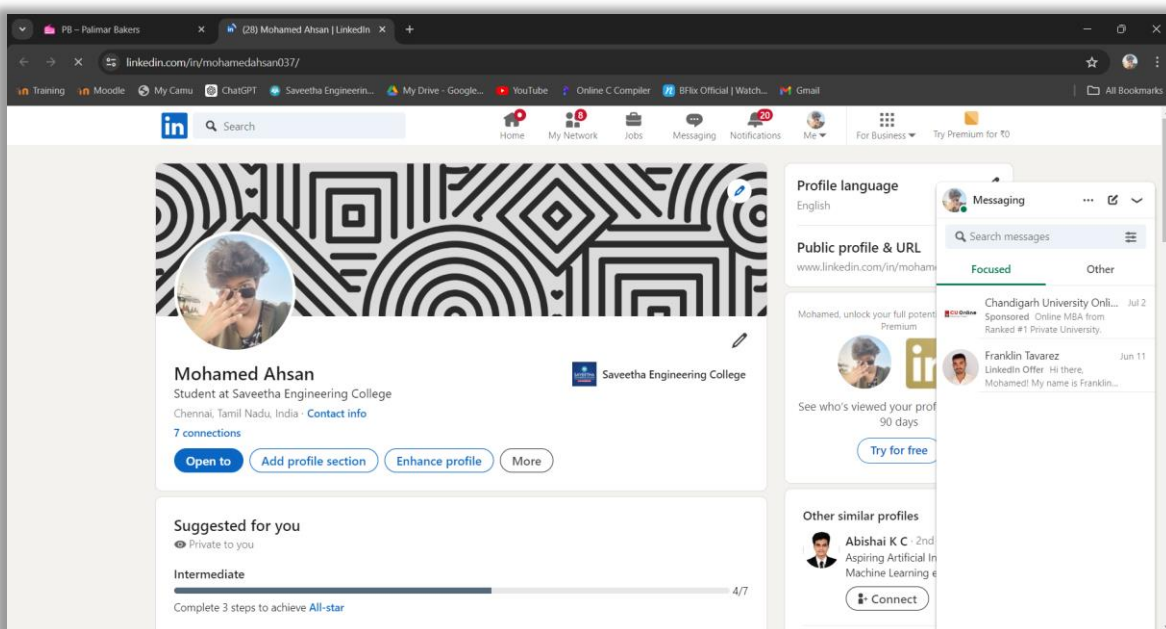 PB – Palimar Bakers
(28) Mohamed Ahsan | LinkedIn
linkedin.com/in/mohamedahsan037/
Training
Moodle
My Camu
ChatGPT
Saveetha Engineerin...
My Drive - Google...
YouTube
Online C Compiler
BFlix Official | Watch...
Gmail
All Bookmarks
in
Search
Home
8
My Network
Jobs
Messaging
20
Notifications
Me
For Business
Try Premium for ₹0
Mohamed Ahsan
Student at Saveetha Engineering College
Chennai, Tamil Nadu, India · Contact info
7 connections
Saveetha Engineering College
Open to
Add profile section
Enhance profile
More
Suggested for you
Private to you
Intermediate
4/7
Complete 3 steps to achieve All-star
Profile language
English
Public profile & URL
www.linkedin.com/in/moham
Mohamed, unlock your full potent
Premium
in
See who's viewed your prof
90 days
Try for free
Other similar profiles
Abishai K C · 2nd
Aspiring Artificial In
Machine Learning e
Connect
Messaging
Search messages
Focused
Other
CU Online
Chandigarh University Onli... Jul 2
Sponsored Online MBA from
Ranked #1 Private University.
Franklin Tavarez Jun 11
LinkedIn Offer Hi there,
Mohamed! My name is Franklin...